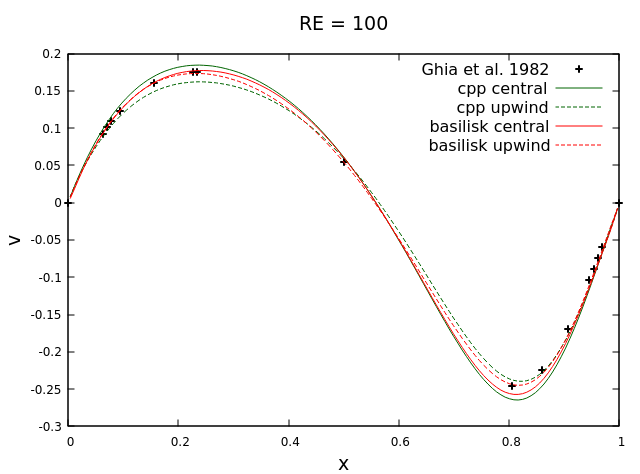 RE = 100
Ghia et al. 1982
cpp central
cpp upwind
basilisk central
basilisk upwind
0.2
0.15
0.1
0.05
0
-0.05
-0.1
-0.15
-0.2
-0.25
-0.3
v
0 0.2 0.4 0.6 0.8 1
x